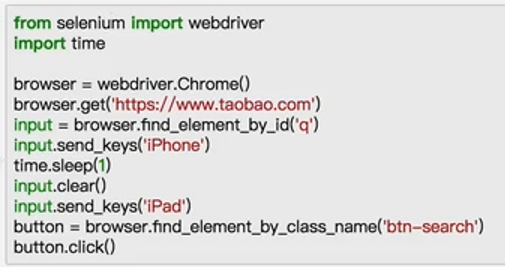 from selenium import webdriver
import time
browser = webdriver.Chrome()
browser.get('https://www.taobao.com')
input = browser.find_element_by_id('q')
input.send_keys('iPhone')
time.sleep(1)
input.clear()
input.send_keys('iPad')
button = browser.find_element_by_class_name('btn-search')
button.click()